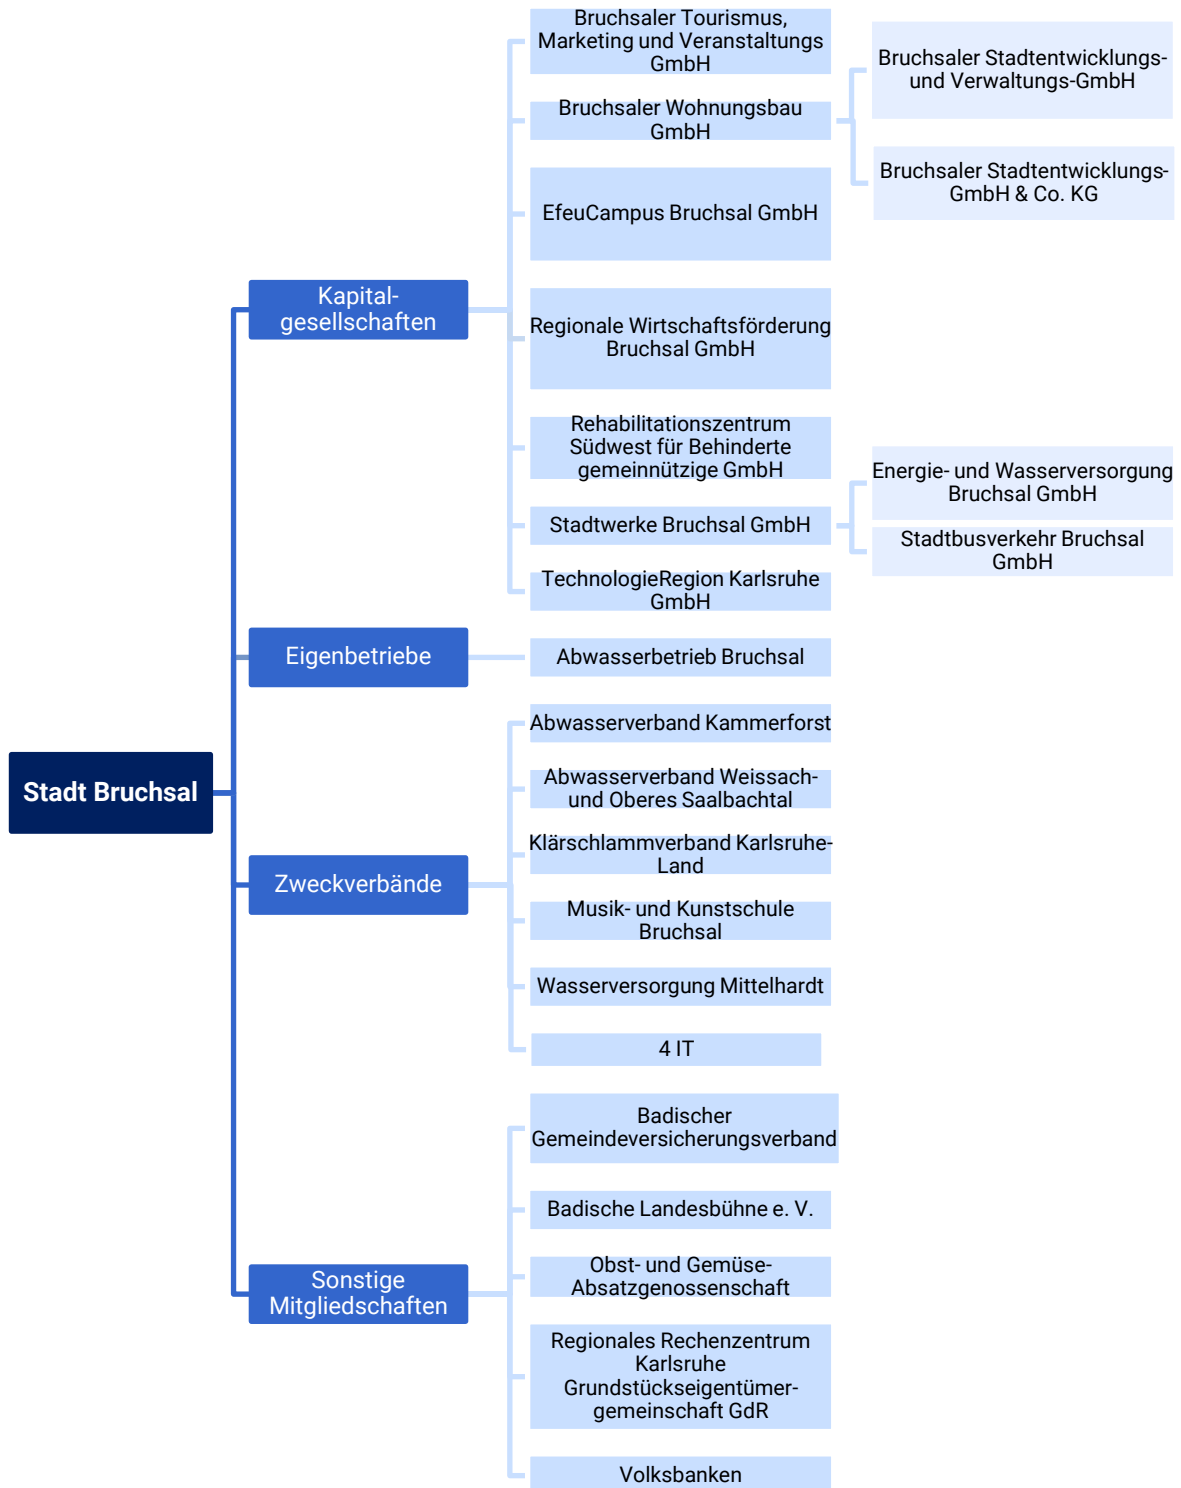 Stadt Bruchsal
Kapital-
gesellschaften
Bruchsaler Tourismus,
Marketing und Veranstaltungs
GmbH
Bruchsaler Wohnungsbau
GmbH
Bruchsaler Stadtentwicklungs-
und Verwaltungs-GmbH
Bruchsaler Stadtentwicklungs-
GmbH & Co. KG
EfeuCampus Bruchsal GmbH
Regionale Wirtschaftsförderung
Bruchsal GmbH
Rehabilitationszentrum
Südwest für Behinderte
gemeinnützige GmbH
Stadtwerke Bruchsal GmbH
Energie- und Wasserversorgung
Bruchsal GmbH
Stadtbusverkehr Bruchsal
GmbH
TechnologieRegion Karlsruhe
GmbH
Eigenbetriebe
Abwasserbetrieb Bruchsal
Zweckverbände
Abwasserverband Kammerforst
Abwasserverband Weissach-
und Oberes Saalbachtal
Klärschlammverband Karlsruhe-
Land
Musik- und Kunstschule
Bruchsal
Wasserversorgung Mittelhardt
4 IT
Sonstige
Mitgliedschaften
Badischer
Gemeindeversicherungsverband
Badische Landesbühne e. V.
Obst- und Gemüse-
Absatzgenossenschaft
Regionales Rechenzentrum
Karlsruhe
Grundstückseigentümer-
gemeinschaft GdR
Volksbanken